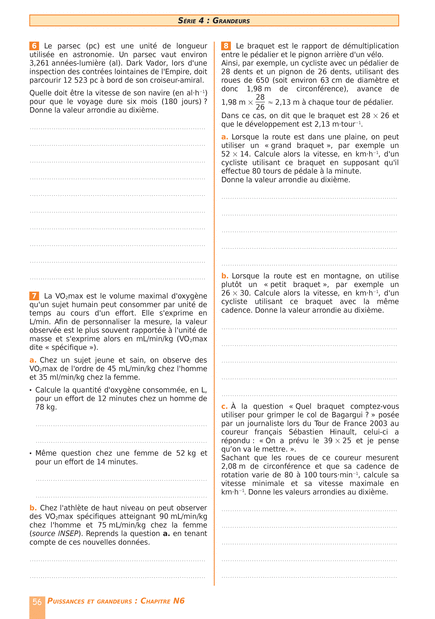 SÉRIE 4 : GRANDEURS
6 Le parsec (pc) est une unité de longueur
utilisée en astronomie. Un parsec vaut environ
3,261 années-lumière (al). Dark Vador, lors d'une
inspection des contrées lointaines de l'Empire, doit
parcourir 12 523 pc à bord de son croiseur-amiral.
Quelle doit être la vitesse de son navire (en al·h⁻¹)
pour que le voyage dure six mois (180 jours) ?
Donne la valeur arrondie au dixième.
7 La VO₂max est le volume maximal d'oxygène
qu'un sujet humain peut consommer par unité de
temps au cours d'un effort. Elle s'exprime en
L/min. Afin de personnaliser la mesure, la valeur
observée est le plus souvent rapportée à l'unité de
masse et s'exprime alors en mL/min/kg (VO₂max
dite « spécifique »).
a. Chez un sujet jeune et sain, on observe des
VO₂max de l'ordre de 45 mL/min/kg chez l'homme
et 35 ml/min/kg chez la femme.
• Calcule la quantité d'oxygène consommée, en L,
pour un effort de 12 minutes chez un homme de
78 kg.
• Même question chez une femme de 52 kg et
pour un effort de 14 minutes.
b. Chez l'athlète de haut niveau on peut observer
des VO₂max spécifiques atteignant 90 mL/min/kg
chez l'homme et 75 mL/min/kg chez la femme
(source INSEP). Reprends la question a. en tenant
compte de ces nouvelles données.
8 Le braquet est le rapport de démultiplication
entre le pédalier et le pignon arrière d'un vélo.
Ainsi, par exemple, un cycliste avec un pédalier de
28 dents et un pignon de 26 dents, utilisant des
roues de 650 (soit environ 63 cm de diamètre et
donc 1,98 m de circonférence), avance de
1,98 m × 28/26 ≈ 2,13 m à chaque tour de pédalier.
Dans ce cas, on dit que le braquet est 28 × 26 et
que le développement est 2,13 m·tour⁻¹.
a. Lorsque la route est dans une plaine, on peut
utiliser un « grand braquet », par exemple un
52 × 14. Calcule alors la vitesse, en km·h⁻¹, d'un
cycliste utilisant ce braquet en supposant qu'il
effectue 80 tours de pédale à la minute.
Donne la valeur arrondie au dixième.
b. Lorsque la route est en montagne, on utilise
plutôt un « petit braquet », par exemple un
26 × 30. Calcule alors la vitesse, en km·h⁻¹, d'un
cycliste utilisant ce braquet avec la même
cadence. Donne la valeur arrondie au dixième.
c. À la question « Quel braquet comptez-vous
utiliser pour grimper le col de Bagargui ? » posée
par un journaliste lors du Tour de France 2003 au
coureur français Sébastien Hinault, celui-ci a
répondu : « On a prévu le 39 × 25 et je pense
qu'on va le mettre. ».
Sachant que les roues de ce coureur mesurent
2,08 m de circonférence et que sa cadence de
rotation varie de 80 à 100 tours·min⁻¹, calcule sa
vitesse minimale et sa vitesse maximale en
km·h⁻¹. Donne les valeurs arrondies au dixième.
56 PUISSANCES ET GRANDEURS : CHAPITRE N6